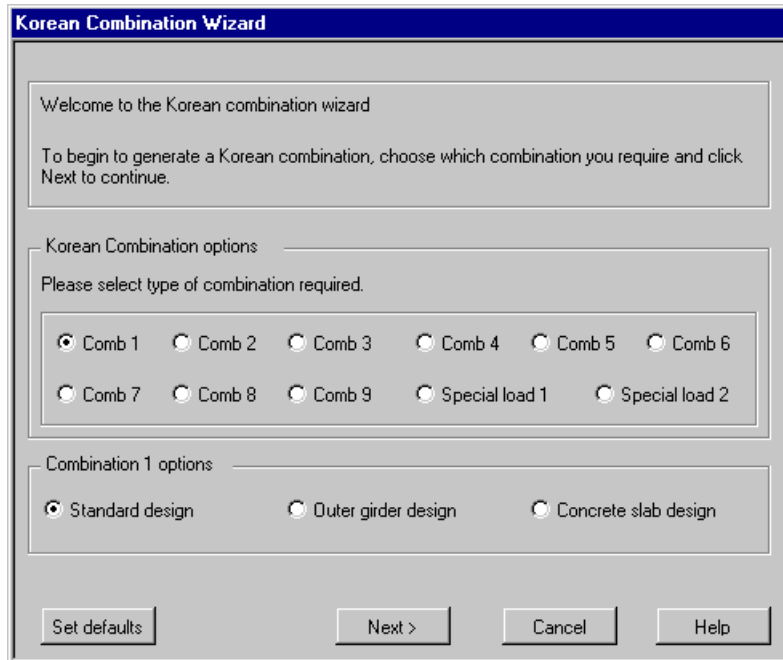 Korean Combination Wizard
Welcome to the Korean combination wizard
To begin to generate a Korean combination, choose which combination you require and click
Next to continue.
Korean Combination options
Please select type of combination required.
Comb 1 Comb 2 Comb 3 Comb 4 Comb 5 Comb 6
Comb 7 Comb 8 Comb 9 Special load 1 Special load 2
Combination 1 options
Standard design Outer girder design Concrete slab design
Set defaults Next > Cancel Help